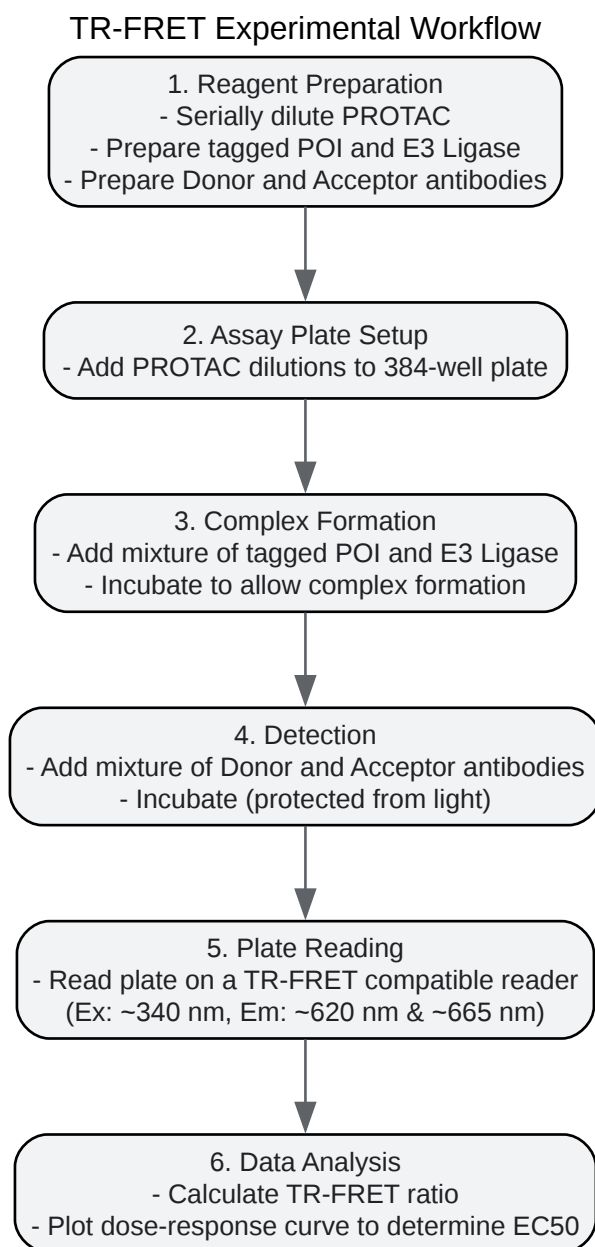 TR-FRET Experimental Workflow
1. Reagent Preparation
- Serially dilute PROTAC
- Prepare tagged POI and E3 Ligase
- Prepare Donor and Acceptor antibodies
2. Assay Plate Setup
- Add PROTAC dilutions to 384-well plate
3. Complex Formation
- Add mixture of tagged POI and E3 Ligase
- Incubate to allow complex formation
4. Detection
- Add mixture of Donor and Acceptor antibodies
- Incubate (protected from light)
5. Plate Reading
- Read plate on a TR-FRET compatible reader
(Ex: ~340 nm, Em: ~620 nm & ~665 nm)
6. Data Analysis
- Calculate TR-FRET ratio
- Plot dose-response curve to determine EC50